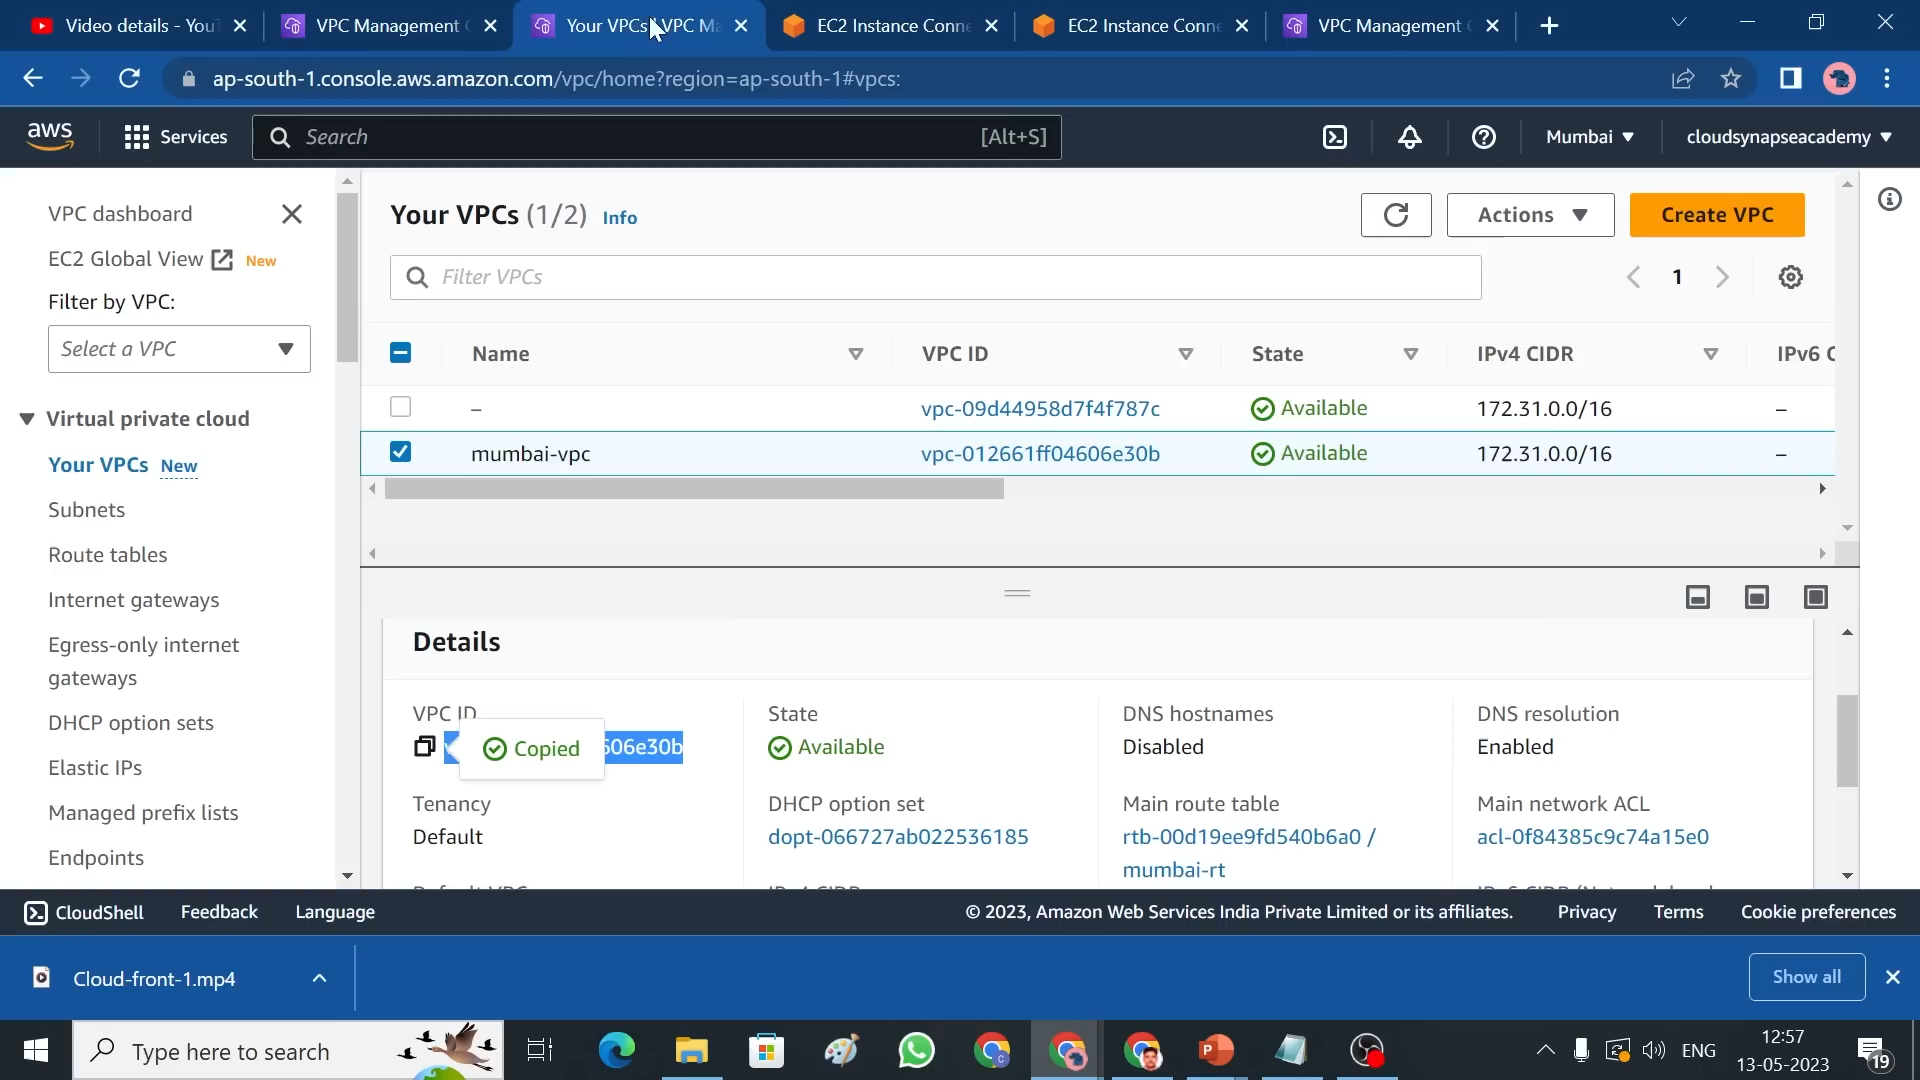 Video details - You
VPC Management
Your VPCs | VPC Ma
EC2 Instance Conne
EC2 Instance Conne
VPC Management
ap-south-1.console.aws.amazon.com/vpc/home?region=ap-south-1#vpcs:
aws
Services
Search
[Alt+S]
Mumbai
cloudsynapseacademy
VPC dashboard
EC2 Global View New
Filter by VPC:
Select a VPC
Virtual private cloud
Your VPCs New
Subnets
Route tables
Internet gateways
Egress-only internet
gateways
DHCP option sets
Elastic IPs
Managed prefix lists
Endpoints
Your VPCs (1/2) Info
Actions
Create VPC
Filter VPCs
1
Name VPC ID State IPv4 CIDR IPv6 C
– vpc-09d44958d7f4f787c Available 172.31.0.0/16 –
mumbai-vpc vpc-012661ff04606e30b Available 172.31.0.0/16 –
Details
VPC ID
Copied
606e30b
State
Available
DNS hostnames
Disabled
DNS resolution
Enabled
Tenancy
Default
DHCP option set
dopt-066727ab022536185
Main route table
rtb-00d19ee9fd540b6a0 /
mumbai-rt
Main network ACL
acl-0f84385c9c74a15e0
CloudShell
Feedback
Language
© 2023, Amazon Web Services India Private Limited or its affiliates.
Privacy
Terms
Cookie preferences
Cloud-front-1.mp4
Show all
Type here to search
ENG
12:57
13-05-2023
19